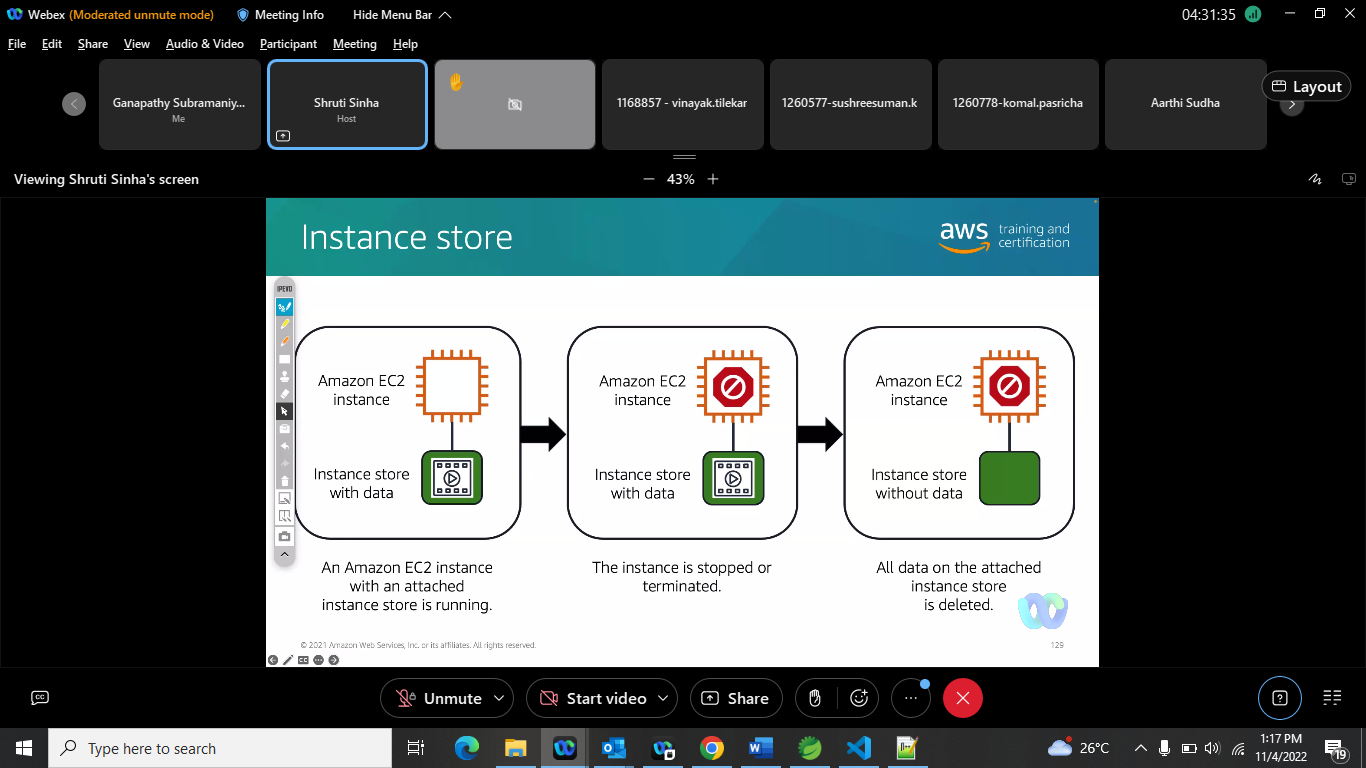 Webex (Moderated unmute mode)
Meeting Info
Hide Menu Bar
04:31:35
File
Edit
Share
View
Audio & Video
Participant
Meeting
Help
Ganapathy Subramaniy...
Me
Shruti Sinha
Host
1168857 - vinayak.tilekar
1260577-sushreesuman.k
1260778-komal.pasricha
Aarthi Sudha
Layout
Viewing Shruti Sinha's screen
43%
Instance store
aws
training and
certification
IPEVO
Amazon EC2
instance
Instance store
with data
An Amazon EC2 instance
with an attached
instance store is running.
Amazon EC2
instance
Instance store
with data
The instance is stopped or
terminated.
Amazon EC2
instance
Instance store
without data
All data on the attached
instance store
is deleted.
© 2021 Amazon Web Services, Inc. or its affiliates. All rights reserved.
129
CC
CC
Unmute
Start video
Share
Type here to search
26°C
1:17 PM
11/4/2022
19